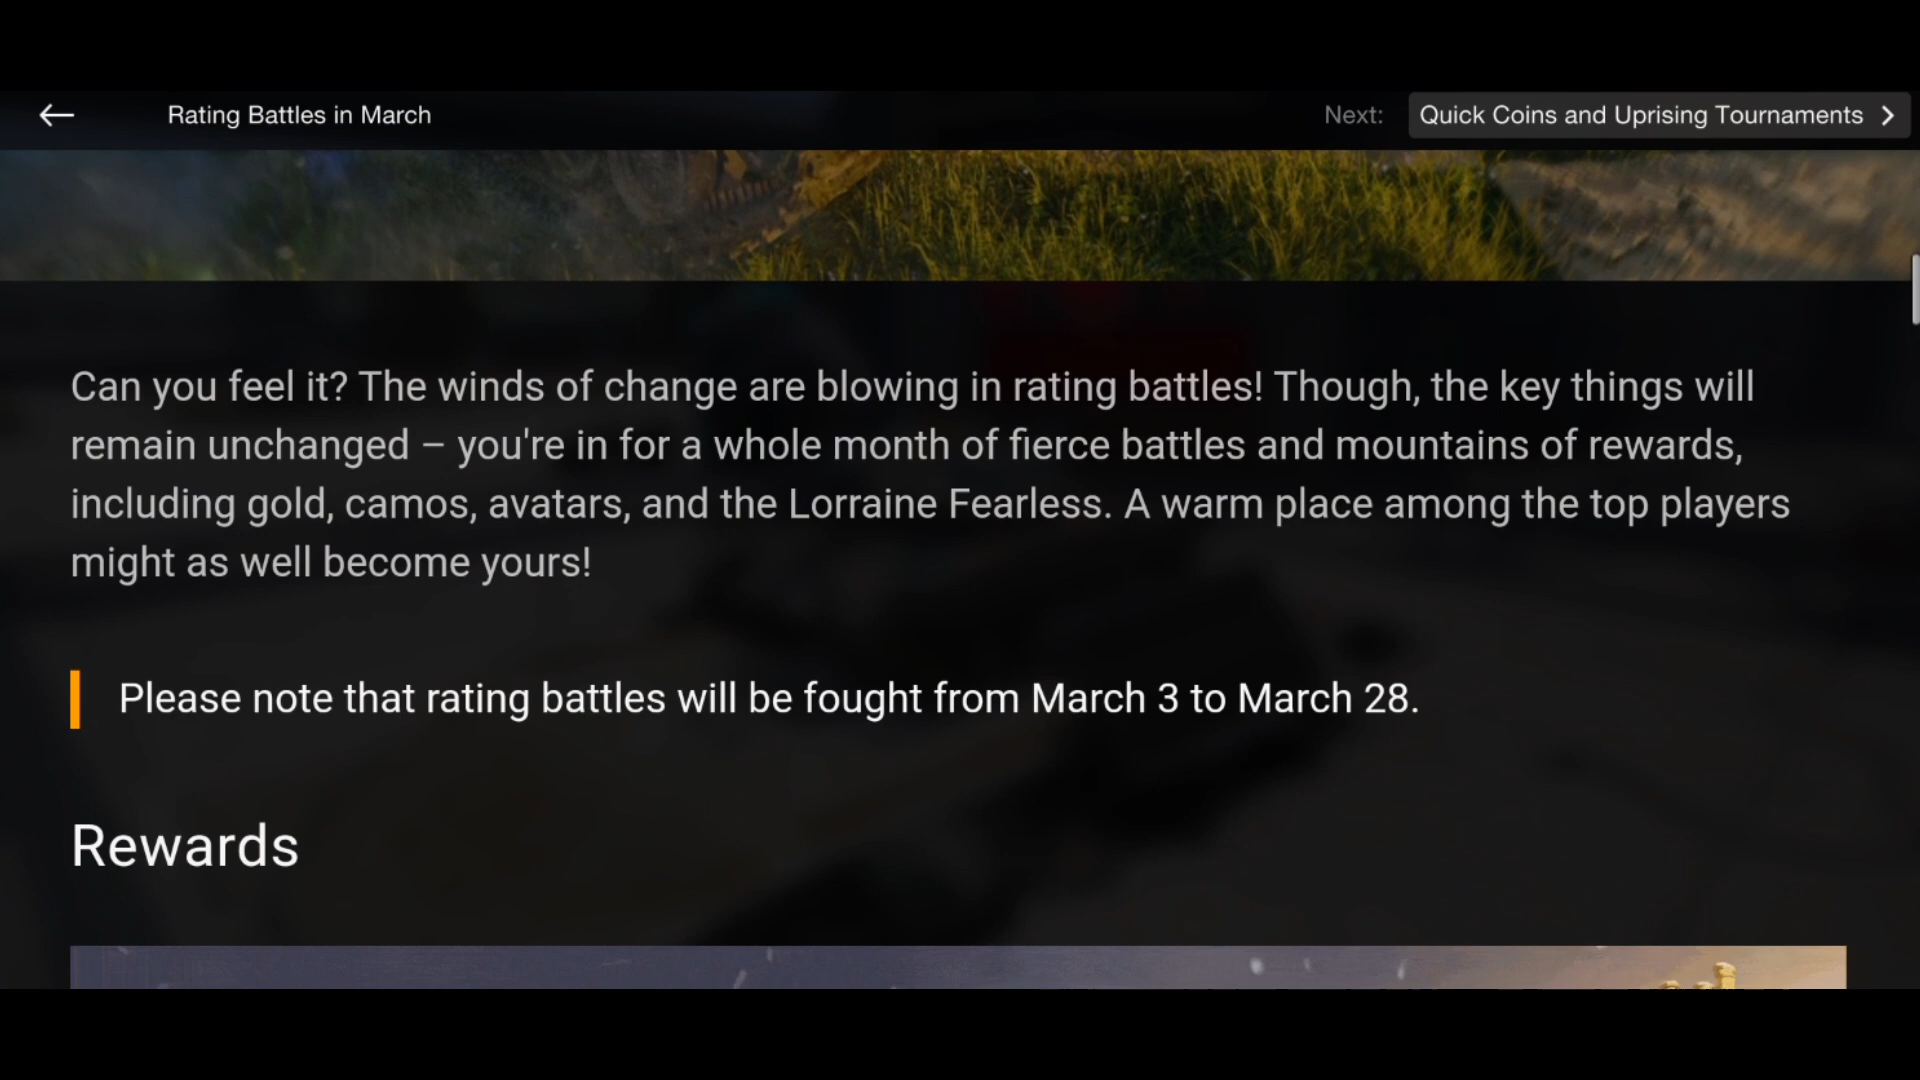 Rating Battles in March
Next: Quick Coins and Uprising Tournaments
Can you feel it? The winds of change are blowing in rating battles! Though, the key things will
remain unchanged – you're in for a whole month of fierce battles and mountains of rewards,
including gold, camos, avatars, and the Lorraine Fearless. A warm place among the top players
might as well become yours!
Please note that rating battles will be fought from March 3 to March 28.
Rewards